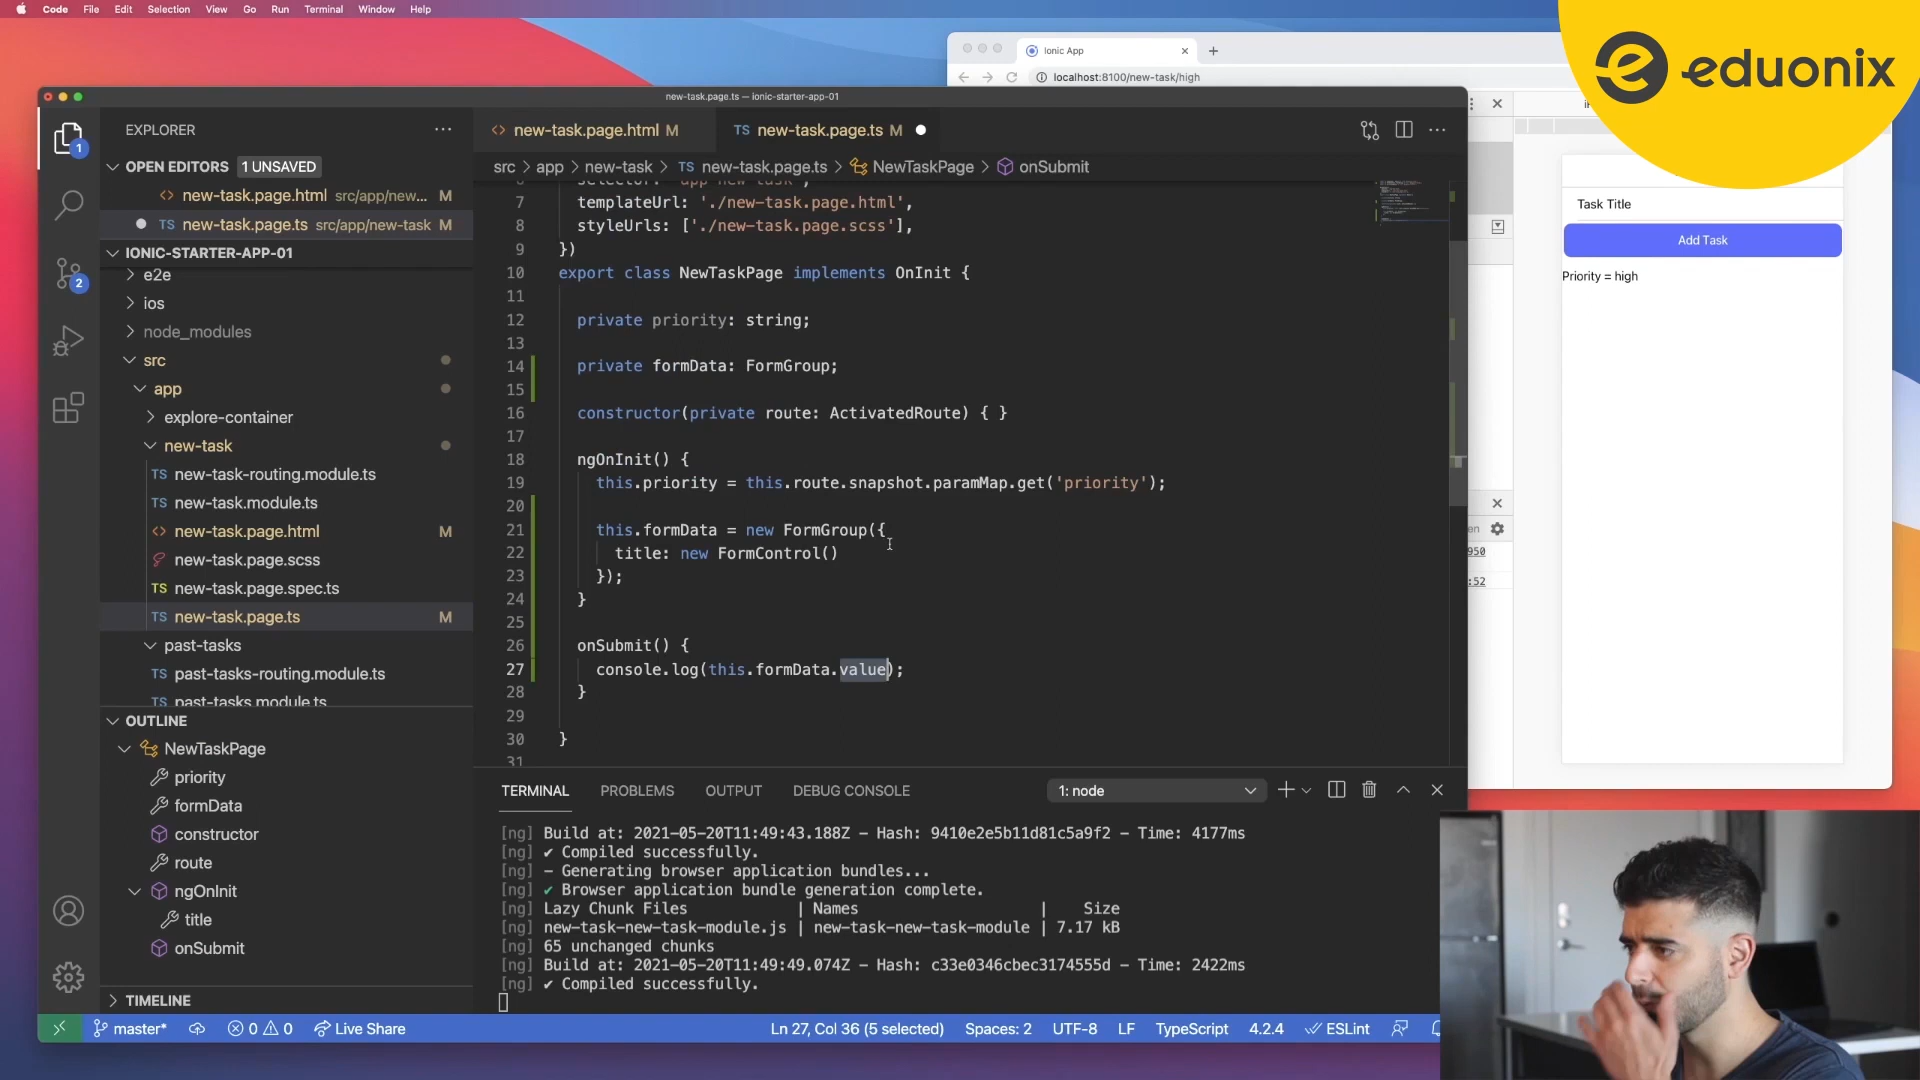 Code File Edit Selection View Go Run Terminal Window Help
eduonix
Ionic App
localhost:8100/new-task/high
new-task.page.ts — ionic-starter-app-01
EXPLORER
OPEN EDITORS 1 UNSAVED
new-task.page.html src/app/new... M
new-task.page.ts src/app/new-task M
IONIC-STARTER-APP-01
e2e
ios
node_modules
src
app
explore-container
new-task
TS new-task-routing.module.ts
TS new-task.module.ts
<> new-task.page.html M
new-task.page.scss
TS new-task.page.spec.ts
TS new-task.page.ts M
past-tasks
TS past-tasks-routing.module.ts
TS past-tasks.module.ts
OUTLINE
NewTaskPage
priority
formData
constructor
route
ngOnInit
title
onSubmit
TIMELINE
<> new-task.page.html M
TS new-task.page.ts M
src > app > new-task > TS new-task.page.ts > NewTaskPage > onSubmit
6 selector: 'app-new-task',
7 templateUrl: './new-task.page.html',
8 styleUrls: ['./new-task.page.scss'],
9 })
10 export class NewTaskPage implements OnInit {
11
12 private priority: string;
13
14 private formData: FormGroup;
15
16 constructor(private route: ActivatedRoute) { }
17
18 ngOnInit() {
19 this.priority = this.route.snapshot.paramMap.get('priority');
20
21 this.formData = new FormGroup({
22 title: new FormControl()
23 });
24 }
25
26 onSubmit() {
27 console.log(this.formData.value);
28 }
29
30 }
31
TERMINAL PROBLEMS OUTPUT DEBUG CONSOLE 1: node
[ng] Build at: 2021-05-20T11:49:43.188Z - Hash: 9410e2e5b11d81c5a9f2 - Time: 4177ms
[ng] ✔ Compiled successfully.
[ng] - Generating browser application bundles...
[ng] ✔ Browser application bundle generation complete.
[ng] Lazy Chunk Files | Names | Size
[ng] new-task-new-task-module.js | new-task-new-task-module | 7.17 kB
[ng] 65 unchanged chunks
[ng] Build at: 2021-05-20T11:49:49.074Z - Hash: c33e0346cbec3174555d - Time: 2422ms
[ng] ✔ Compiled successfully.
master* 0 0 Live Share Ln 27, Col 36 (5 selected) Spaces: 2 UTF-8 LF TypeScript 4.2.4 ESLint
1
2
Task Title
Add Task
Priority = high
en
950
:52